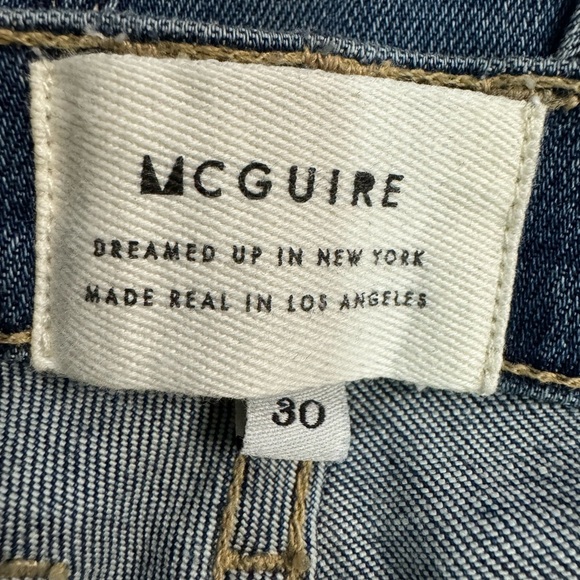 MCGUIRE
DREAMED UP IN NEW YORK
MADE REAL IN LOS ANGELES
30